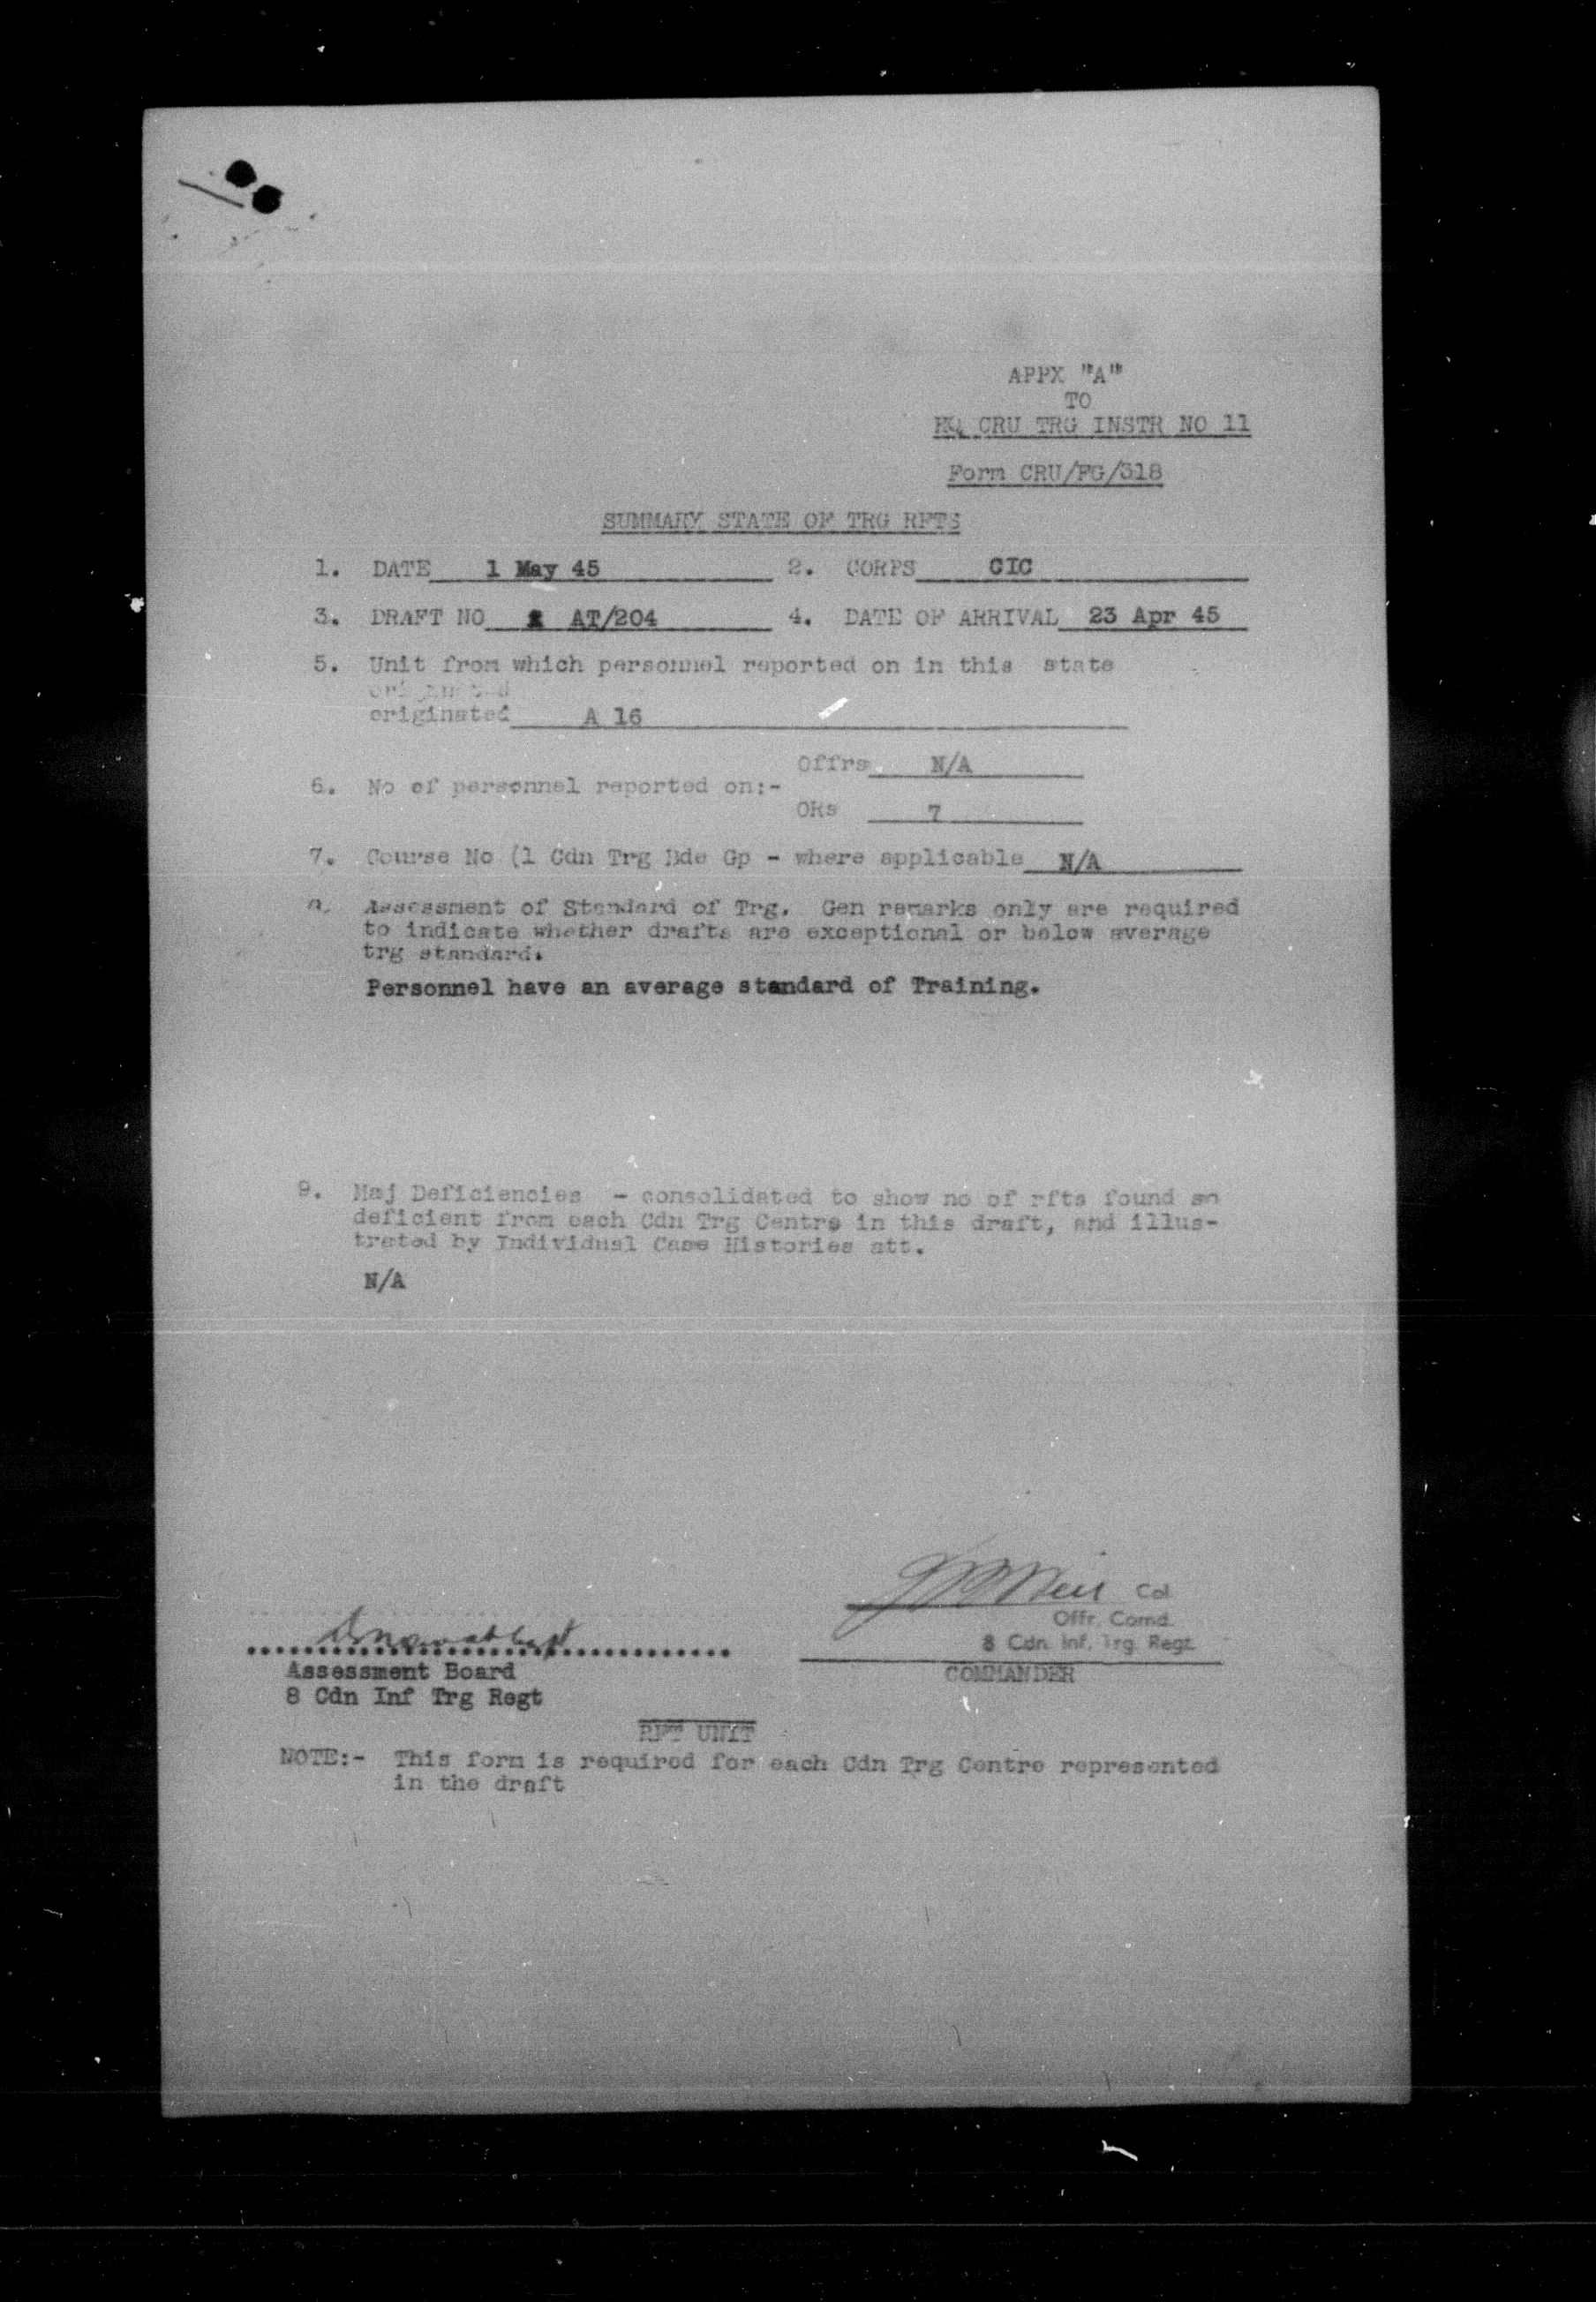 APPX "A"
TO
HQ CRU TRG INSTR NO 11
Form CRU/FG/318
SUMMARY STATE OF TRG RFTS
1. DATE 1 May 45 2. CORPS CIC
3. DRAFT NO AT/204 4. DATE OF ARRIVAL 23 Apr 45
5. Unit from which personnel reported on in this state
originated
originated A 16
Offrs N/A
6. No of personnel reported on:-
ORs 7
7. Course No (1 Cdn Trg Bde Gp - where applicable N/A
Assessment of Standard of Trg. Gen remarks only are required
to indicate whether drafts are exceptional or below average
trg standard.
Personnel have an average standard of Training.
9. Maj Deficiencies - consolidated to show no of rfts found so
deficient from each Cdn Trg Centre in this draft, and illus-
trated by Individual Case Histories att.
N/A
Col
Offr. Comd.
8 Cdn. Inf. Trg. Regt.
Assessment Board
COMMANDER
8 Cdn Inf Trg Regt
RFT UNIT
NOTE:- This form is required for each Cdn Trg Centre represented
in the draft